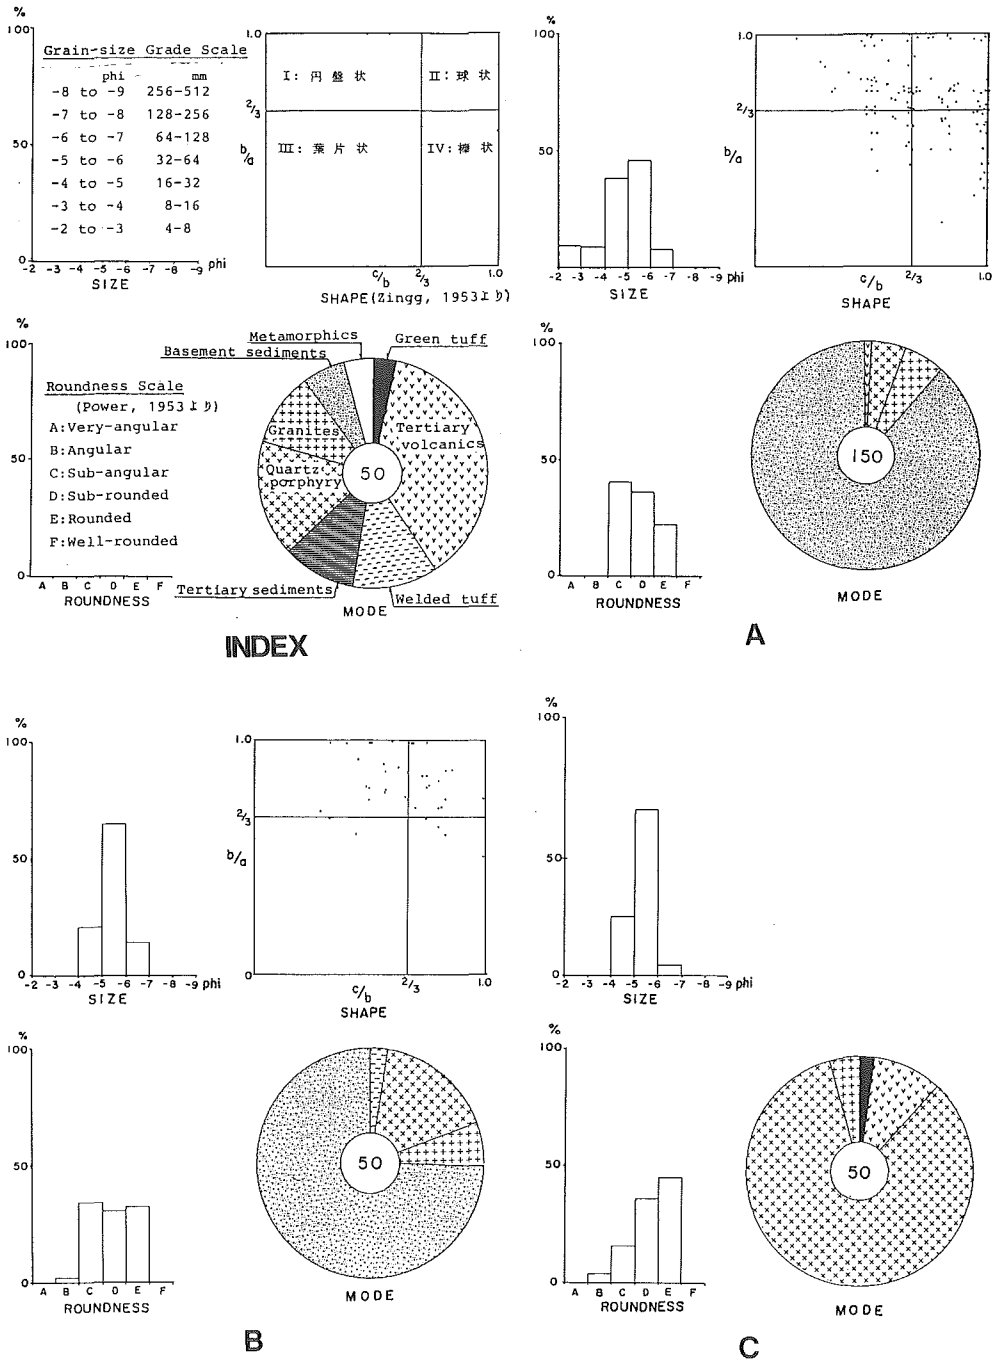 %
100
50
0
Grain-size Grade Scale
phi - mm
-8 to -9 256-512
-7 to -8 128-256
-6 to -7 64-128
-5 to -6 32-64
-4 to -5 16-32
-3 to -4 8-16
-2 to -3 4-8
-2 -3 -4 -5 -6 -7 -8 -9 phi
SIZE
1.0
I: 円盤状
II: 球状
2/3
b/a
III: 葉片状
IV: 棒状
c/b 2/3 1.0
SHAPE(Zingg, 1953より)
%
100
50
0
-2 -3 -4 -5 -6 -7 -8 -9 phi
SIZE
1.0
2/3
b/a
c/b 2/3 1.0
SHAPE
%
100
50
0
Roundness Scale
(Power, 1953より)
A:Very-angular
B:Angular
C:Sub-angular
D:Sub-rounded
E:Rounded
F:Well-rounded
A B C D E F
ROUNDNESS
Metamorphics
Green tuff
Basement sediments
Granites
Tertiary volcanics
Quartz-porphyry
50
Tertiary sediments
Welded tuff
MODE
INDEX
%
100
50
0
A B C D E F
ROUNDNESS
150
MODE
A
%
100
50
0
-2 -3 -4 -5 -6 -7 -8 -9 phi
SIZE
1.0
2/3
b/a
0
c/b 2/3 1.0
SHAPE
%
100
50
0
-2 -3 -4 -5 -6 -7 -8 -9 phi
SIZE
%
100
50
0
A B C D E F
ROUNDNESS
50
MODE
B
%
100
50
0
A B C D E F
ROUNDNESS
50
MODE
C